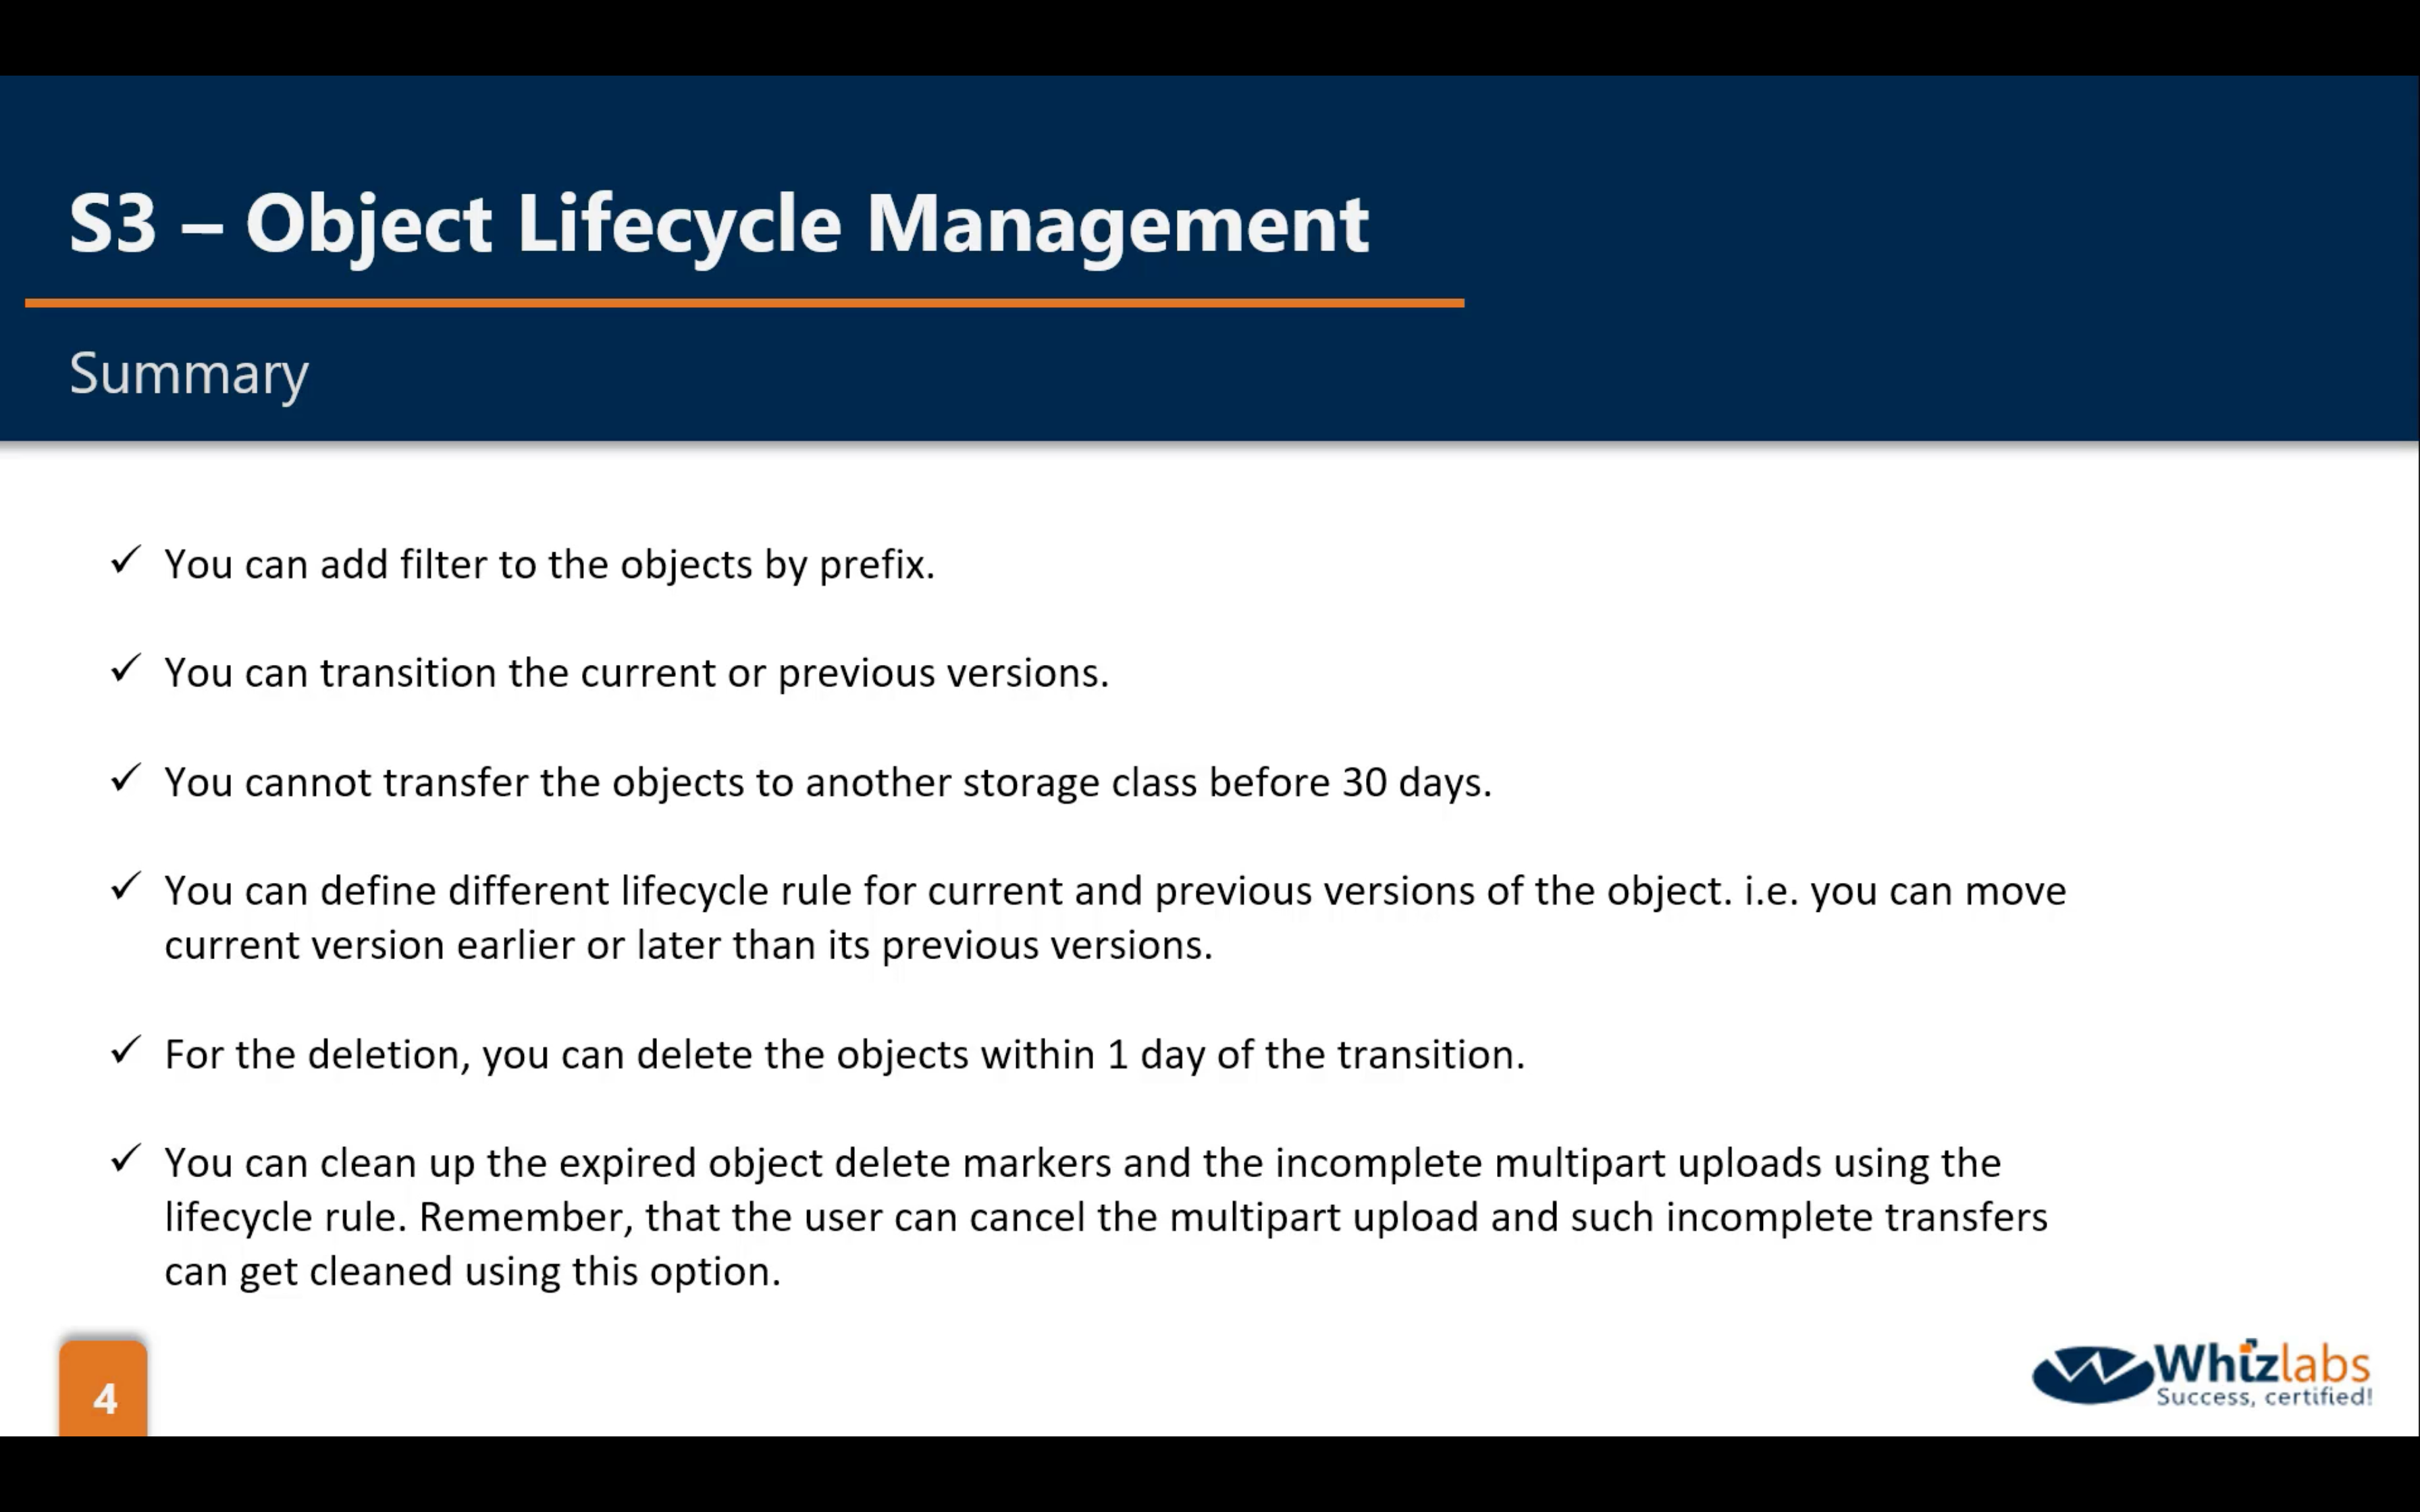 S3 – Object Lifecycle Management
Summary
✓ You can add filter to the objects by prefix.
✓ You can transition the current or previous versions.
✓ You cannot transfer the objects to another storage class before 30 days.
✓ You can define different lifecycle rule for current and previous versions of the object. i.e. you can move
current version earlier or later than its previous versions.
✓ For the deletion, you can delete the objects within 1 day of the transition.
✓ You can clean up the expired object delete markers and the incomplete multipart uploads using the
lifecycle rule. Remember, that the user can cancel the multipart upload and such incomplete transfers
can get cleaned using this option.
4
Whizlabs
Success, certified!